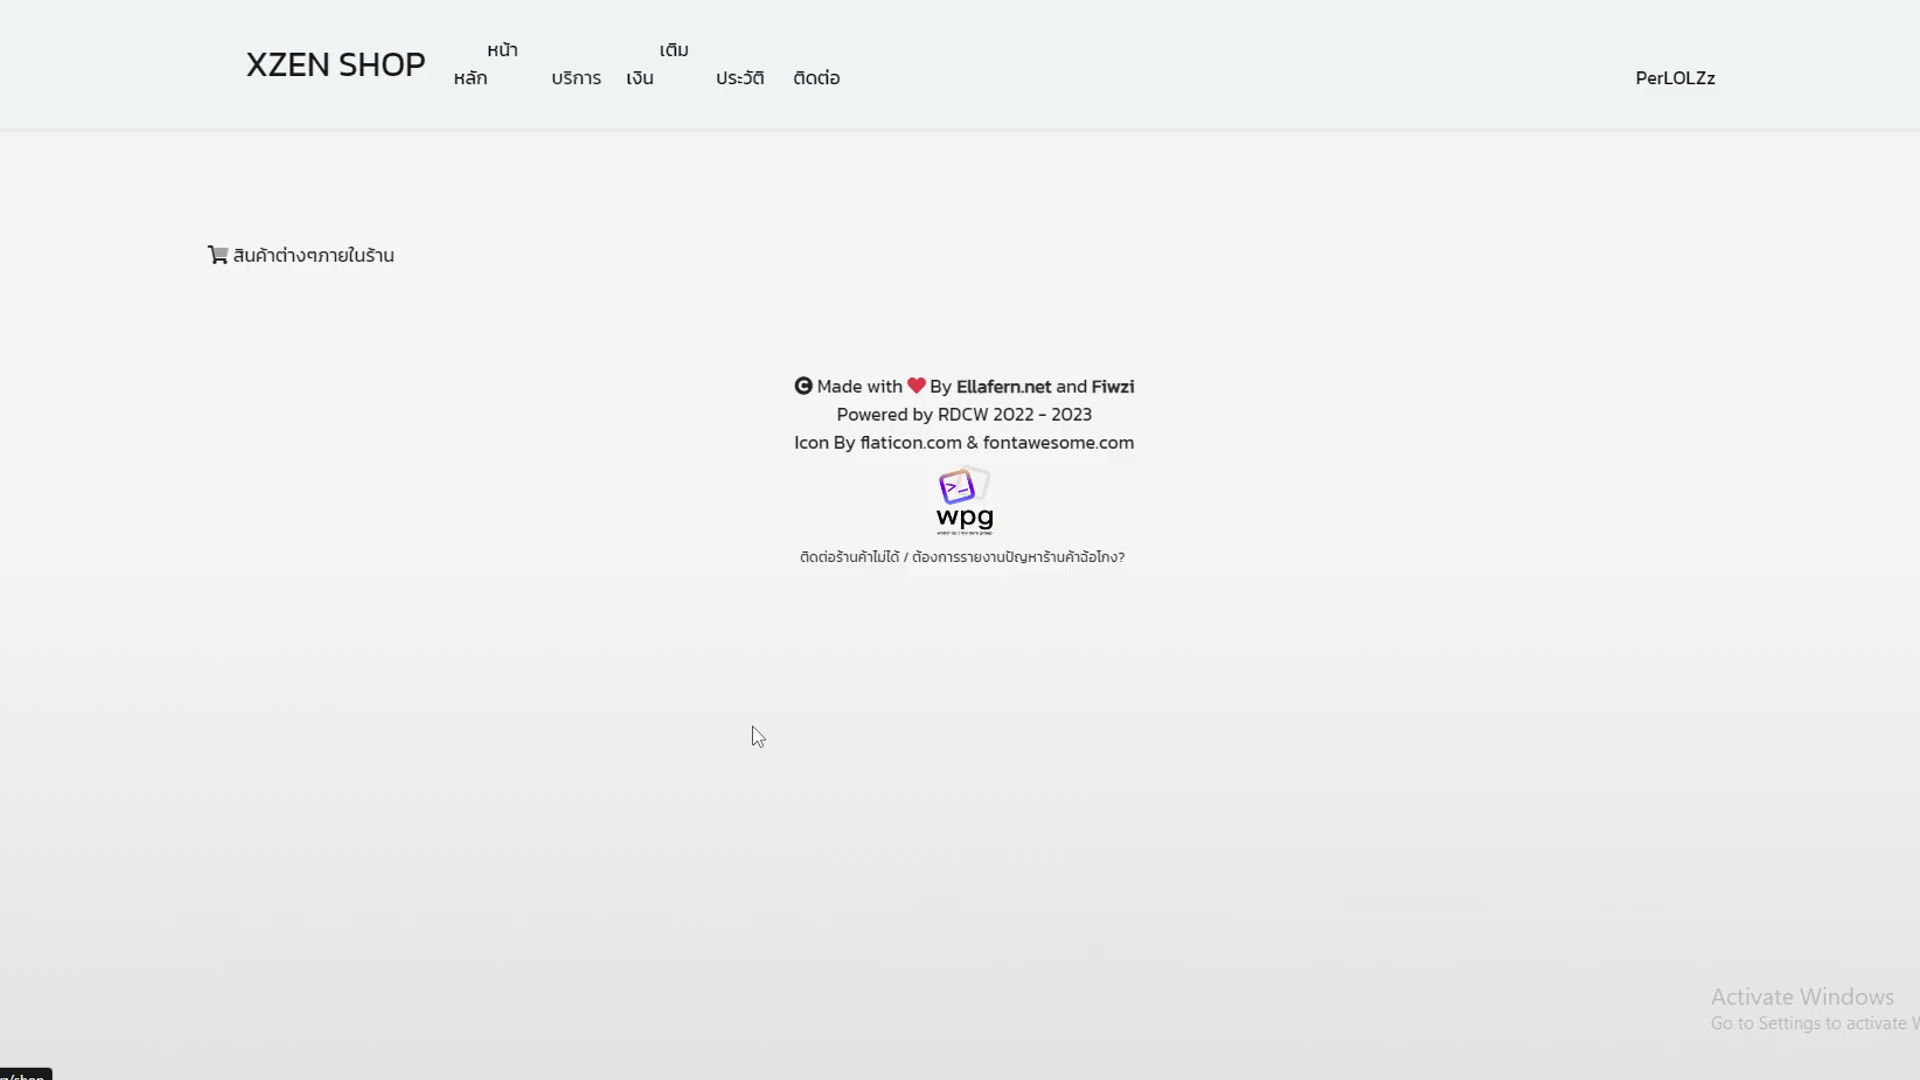 XZEN SHOP
หน้า
หลัก
บริการ
เติม
เงิน
ประวัติ
ติดต่อ
PerLOLZz
สินค้าต่างๆภายในร้าน
Made with By Ellafern.net and Fiwzi
Powered by RDCW 2022 - 2023
Icon By flaticon.com & fontawesome.com
>_
wpg
ติดต่อร้านค้าไม่ได้ / ต้องการรายงานปัญหาร้านค้าฉ้อโกง?
Activate Windows
Go to Settings to activate